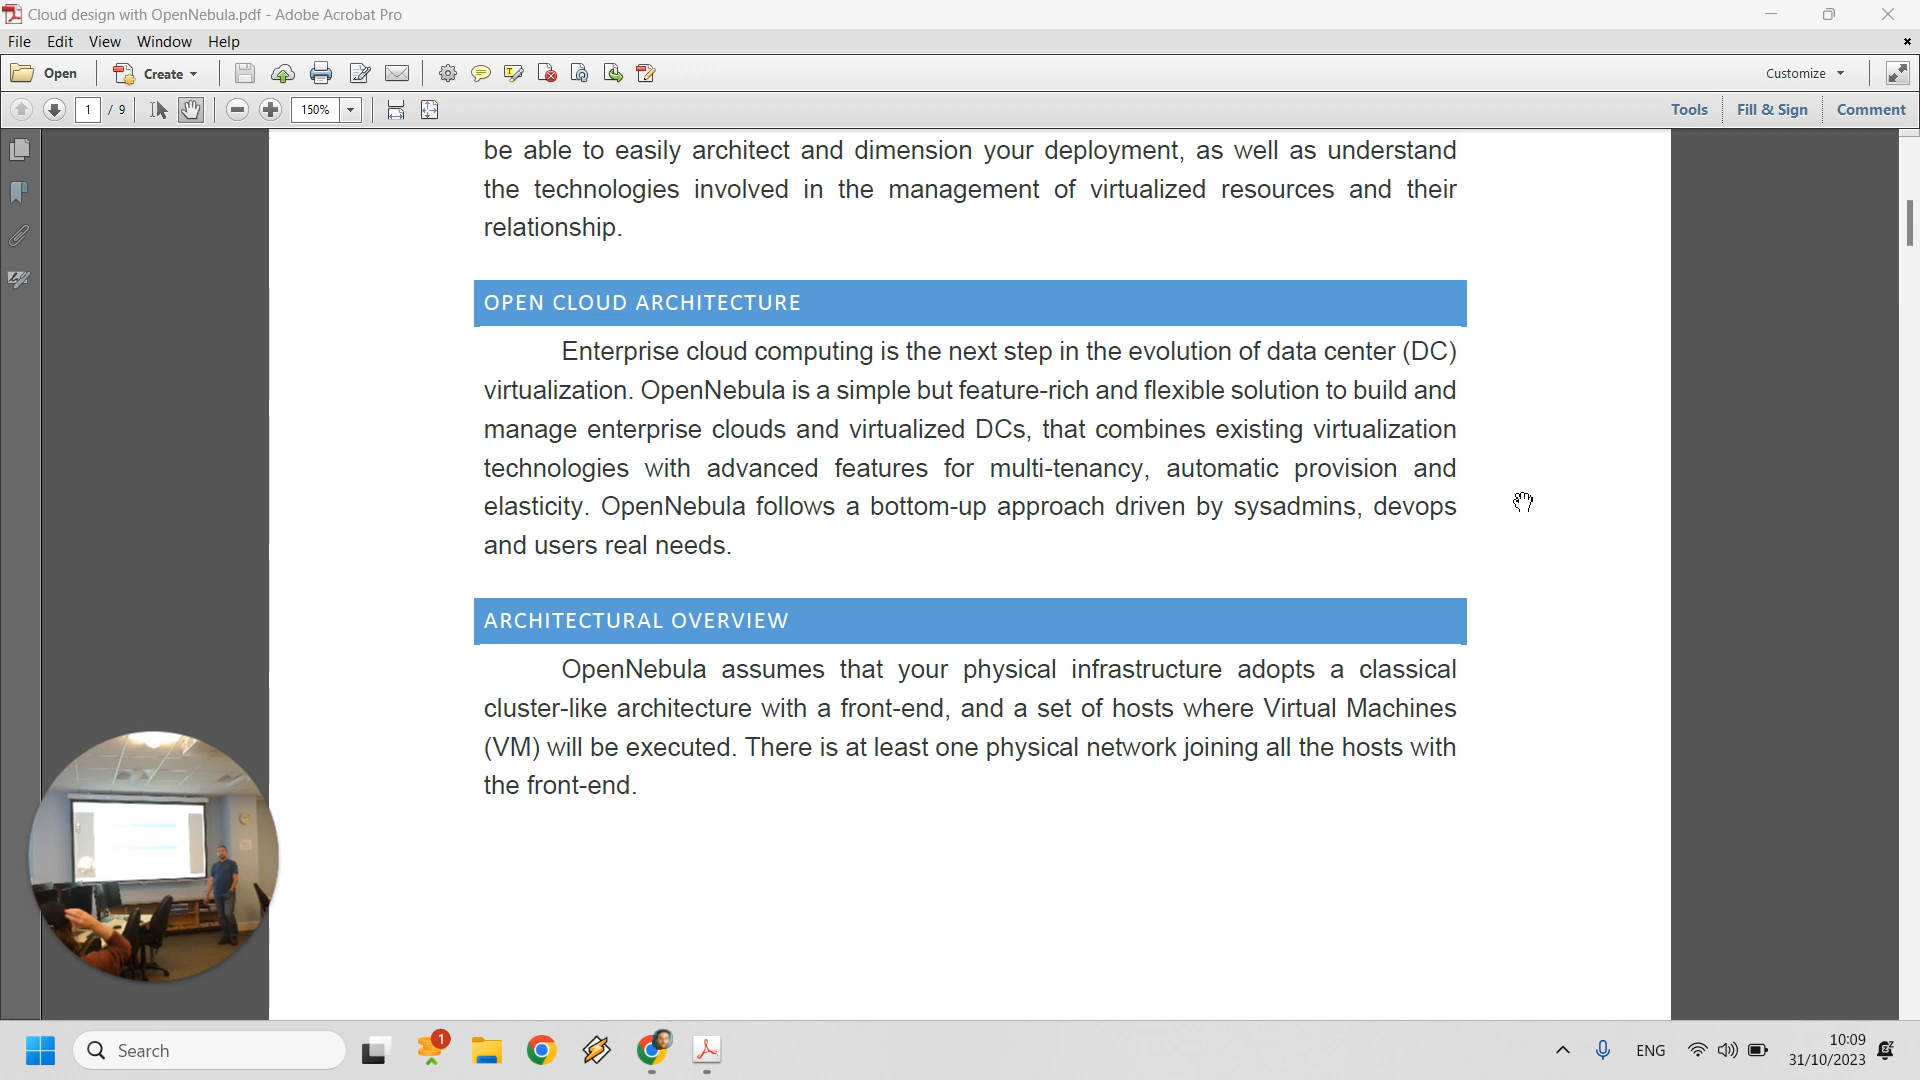 Cloud design with OpenNebula.pdf - Adobe Acrobat Pro
File Edit View Window Help
Open Create Customize
1 / 9 150% Tools Fill & Sign Comment
be able to easily architect and dimension your deployment, as well as understand
the technologies involved in the management of virtualized resources and their
relationship.
OPEN CLOUD ARCHITECTURE
Enterprise cloud computing is the next step in the evolution of data center (DC)
virtualization. OpenNebula is a simple but feature-rich and flexible solution to build and
manage enterprise clouds and virtualized DCs, that combines existing virtualization
technologies with advanced features for multi-tenancy, automatic provision and
elasticity. OpenNebula follows a bottom-up approach driven by sysadmins, devops
and users real needs.
ARCHITECTURAL OVERVIEW
OpenNebula assumes that your physical infrastructure adopts a classical
cluster-like architecture with a front-end, and a set of hosts where Virtual Machines
(VM) will be executed. There is at least one physical network joining all the hosts with
the front-end.
Search 1 ENG 10:09
31/10/2023